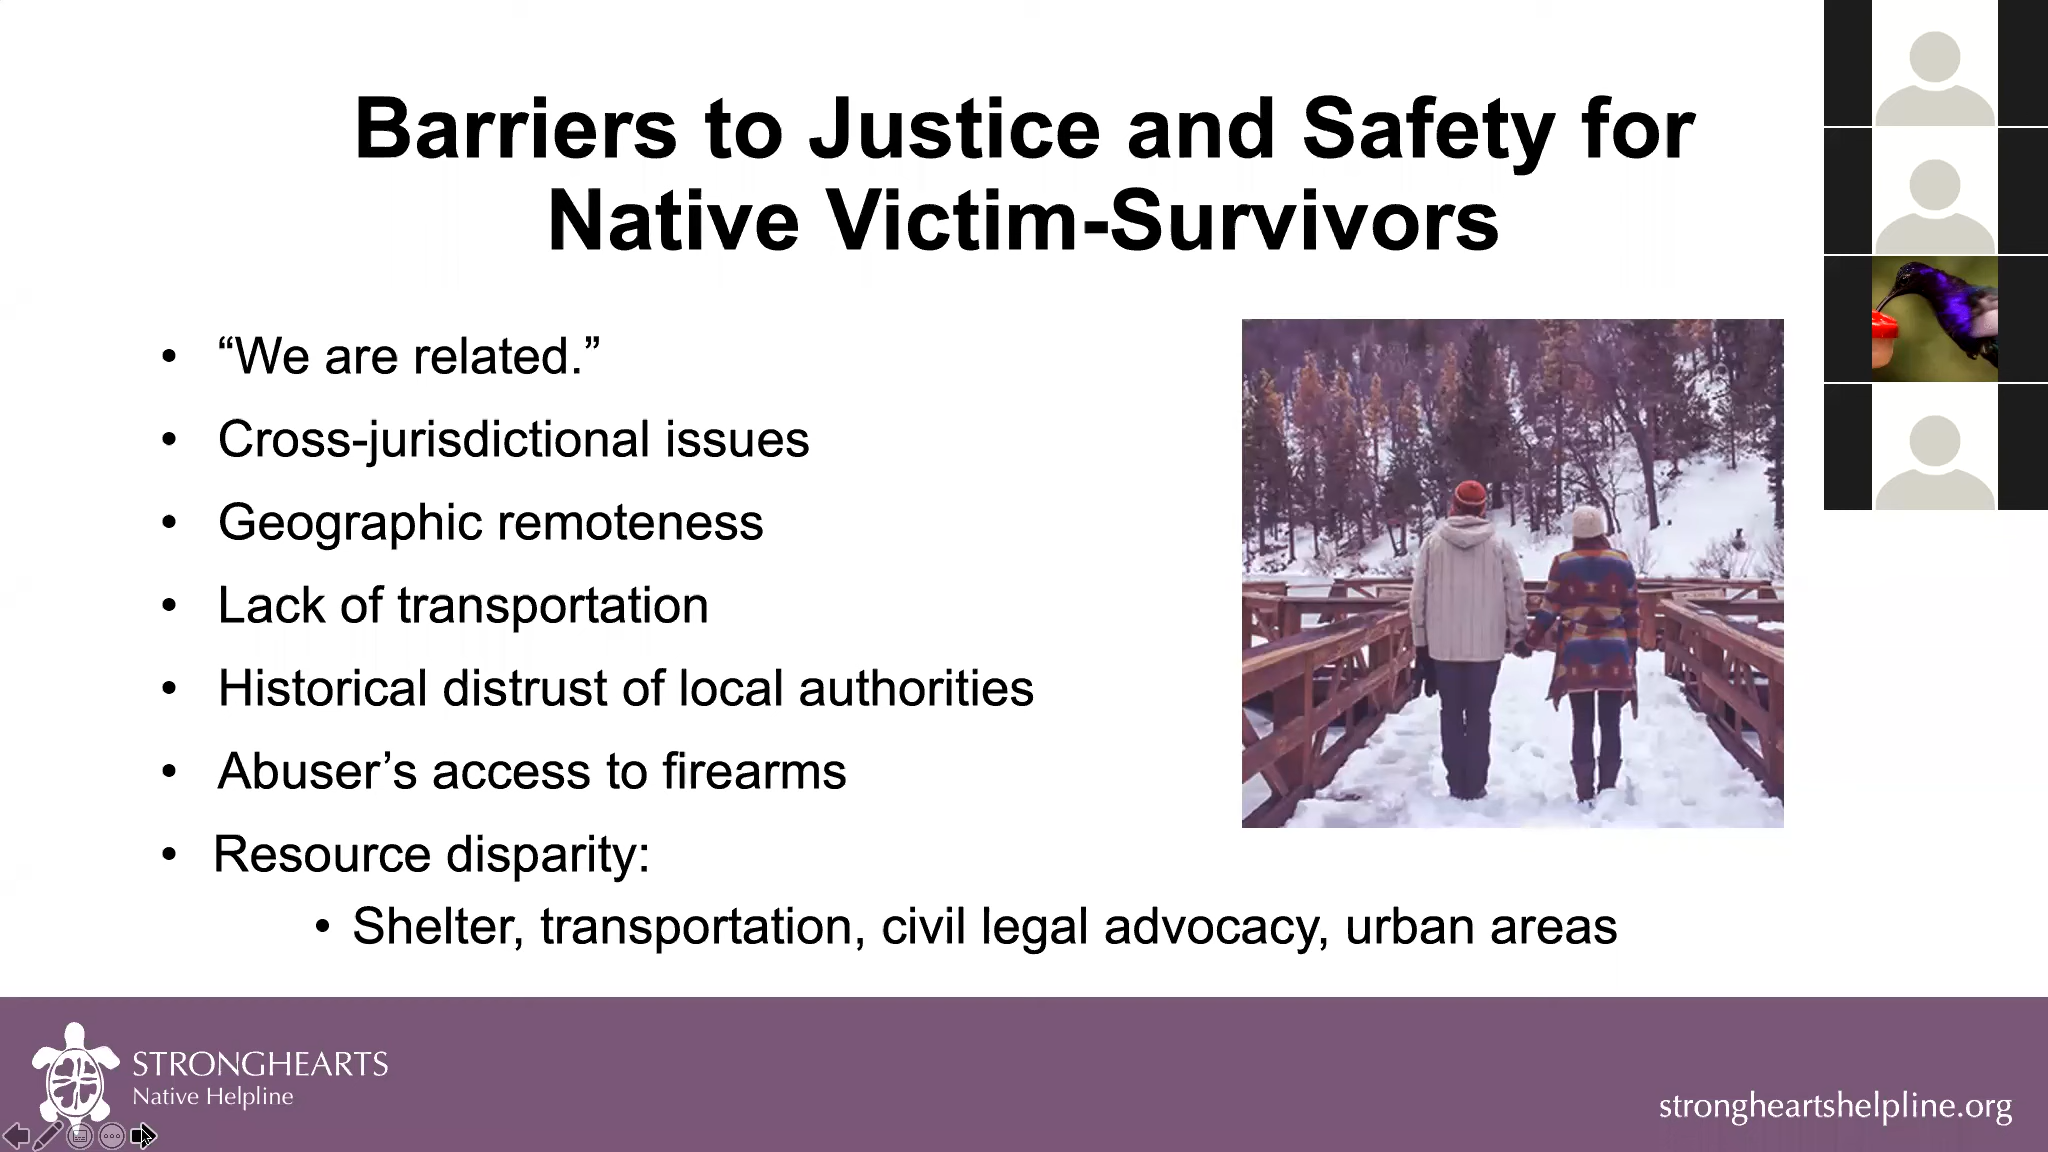 Barriers to Justice and Safety for
Native Victim-Survivors
• “We are related.”
• Cross-jurisdictional issues
• Geographic remoteness
• Lack of transportation
• Historical distrust of local authorities
• Abuser’s access to firearms
• Resource disparity:
• Shelter, transportation, civil legal advocacy, urban areas
STRONGHEARTS
Native Helpline
strongheartshelpline.org